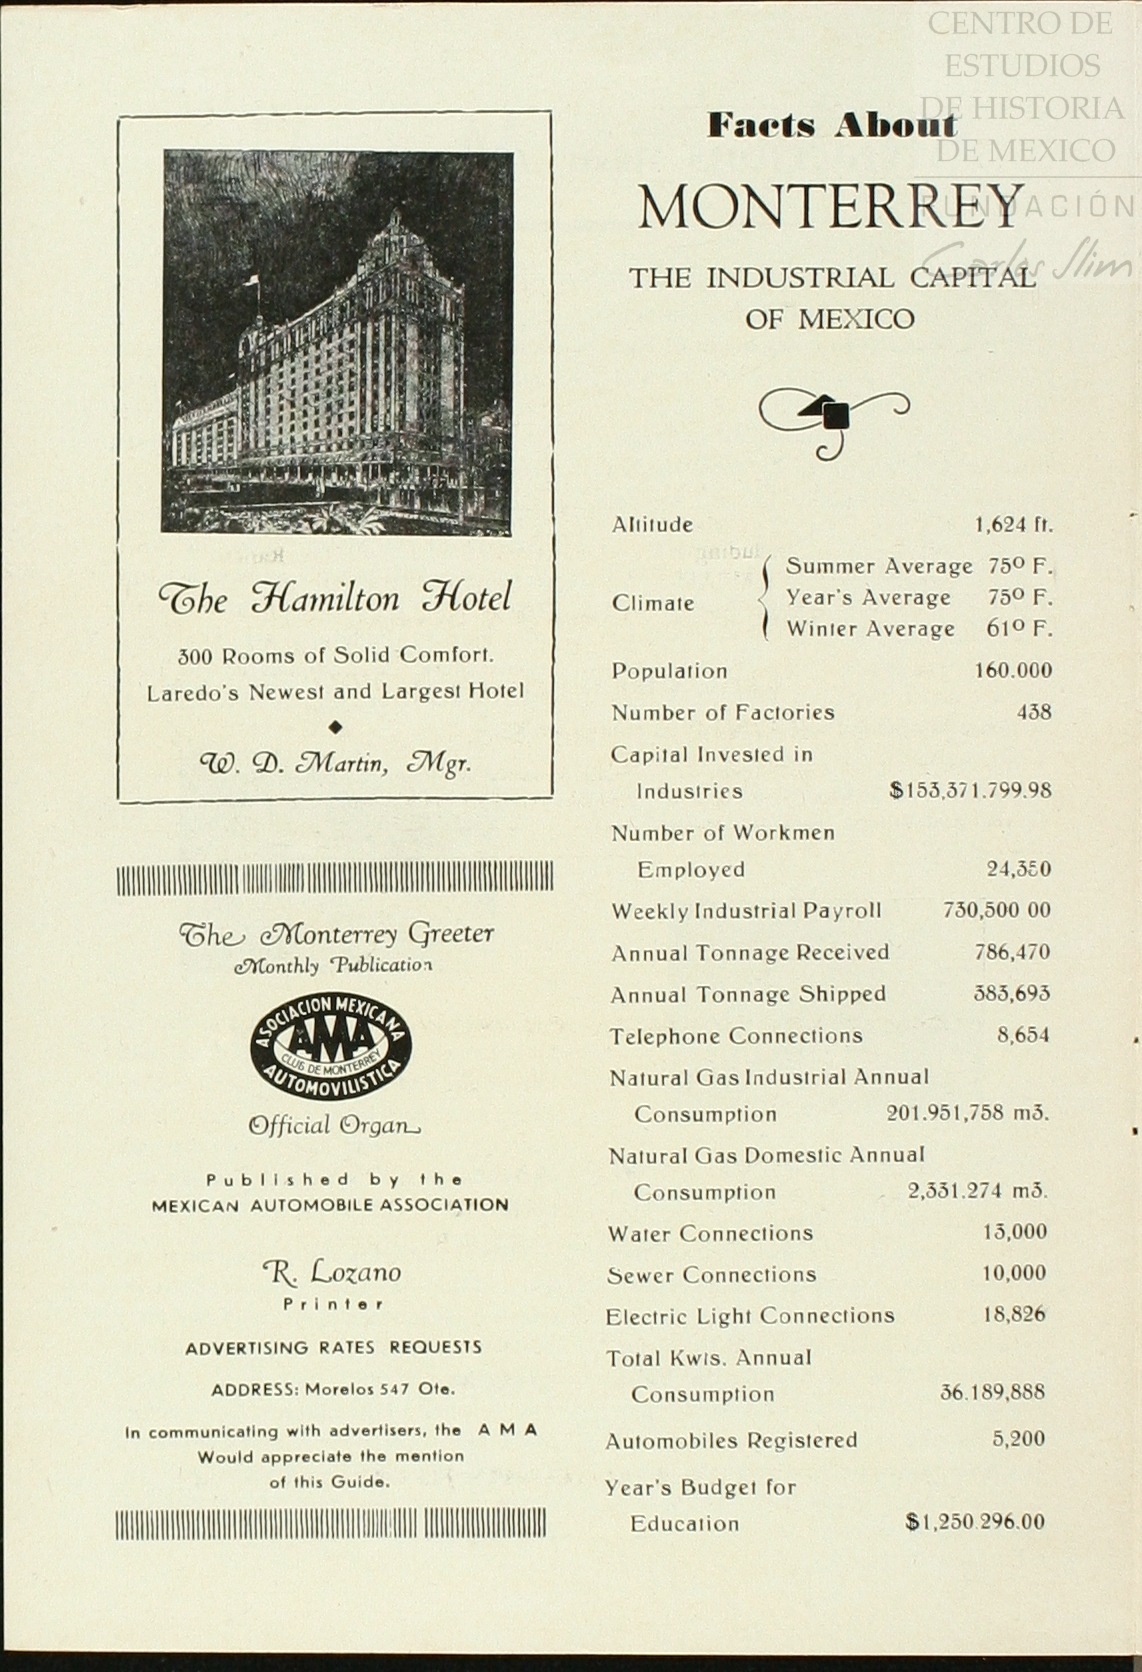 CENTRO DE
ESTUDIOS
DE HISTORIA
DE MEXICO
FUNDACIÓN
Carlos Slim
The Hamilton Hotel
300 Rooms of Solid Comfort.
Laredo's Newest and Largest Hotel
W. D. Martin, Mgr.
The Monterrey Greeter
Monthly Publication
ASOCIACION MEXICANA
AMA
CLUB DE MONTERREY
AUTOMOVILISTICA
Official Organ
Published by the
MEXICAN AUTOMOBILE ASSOCIATION
R. Lozano
Printer
ADVERTISING RATES REQUESTS
ADDRESS: Morelos 547 Ote.
In communicating with advertisers, the A M A
Would appreciate the mention
of this Guide.
Facts About
MONTERREY
THE INDUSTRIAL CAPITAL
OF MEXICO
Altitude 1,624 ft.
Climate
Summer Average 75º F.
Year's Average 75º F.
Winter Average 61º F.
Population 160.000
Number of Factories 438
Capital Invested in
Industries $153,371.799.98
Number of Workmen
Employed 24,350
Weekly Industrial Payroll 730,500 00
Annual Tonnage Received 786,470
Annual Tonnage Shipped 383,693
Telephone Connections 8,654
Natural Gas Industrial Annual
Consumption 201.951,758 m3.
Natural Gas Domestic Annual
Consumption 2,331.274 m3.
Water Connections 13,000
Sewer Connections 10,000
Electric Light Connections 18,826
Total Kwts. Annual
Consumption 36.189,888
Automobiles Registered 5,200
Year's Budget for
Education $1,250.296.00